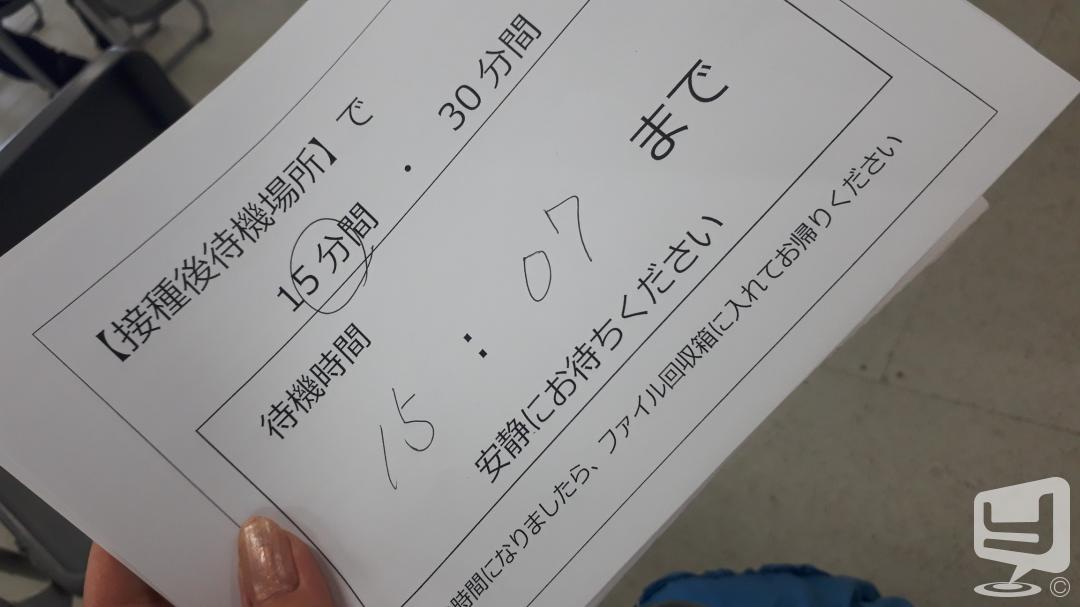 【接種後待機場所】で
15分間 ・ 30分間
待機時間
15:07 まで
安静にお待ちください
時間になりましたら、ファイル回収箱に入れてお帰りください
©